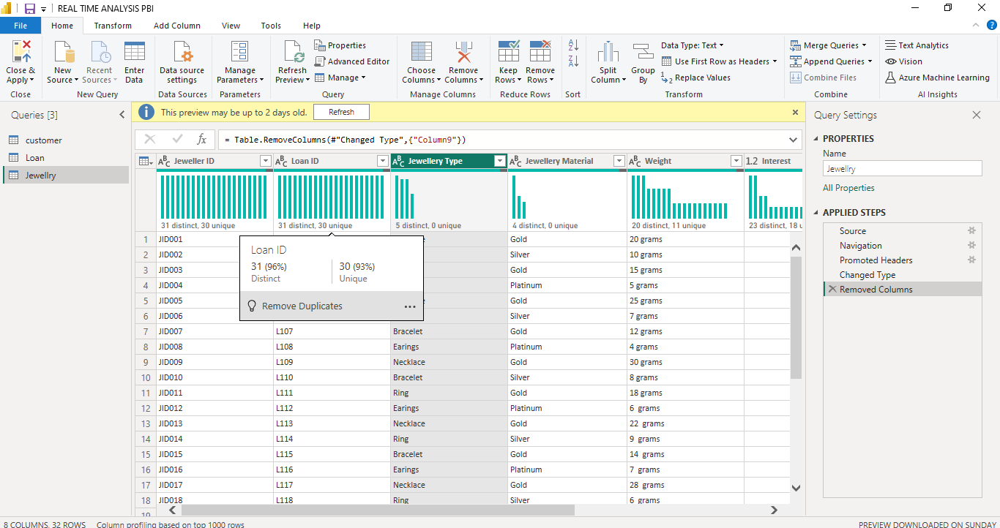 REAL TIME ANALYSIS PBI
File Home Transform Add Column View Tools Help
Close & Apply
New Source
Recent Sources
Enter Data
Data source settings
Manage Parameters
Refresh Preview
Properties
Advanced Editor
Manage
Choose Columns
Remove Columns
Keep Rows
Remove Rows
Split Column
Group By
Data Type: Text
Use First Row as Headers
Replace Values
Merge Queries
Append Queries
Combine Files
Text Analytics
Vision
Azure Machine Learning
Close New Query Data Sources Parameters Query Manage Columns Reduce Rows Sort Transform Combine AI Insights
Queries [3]
customer
Loan
Jewellry
This preview may be up to 2 days old. Refresh
fx = Table.RemoveColumns(#"Changed Type",{"Column9"})
Jeweller ID Loan ID Jewellery Type Jewellery Material Weight 1.2 Interest
31 distinct, 30 unique 31 distinct, 30 unique 5 distinct, 0 unique 4 distinct, 0 unique 20 distinct, 11 unique 23 distinct, 18 u
1 JID001 Gold 20 grams
2 JID002 Silver 10 grams
3 JID003 Gold 15 grams
4 JID004 Platinum 5 grams
5 JID005 Gold 25 grams
6 JID006 Silver 7 grams
7 JID007 L107 Bracelet Gold 12 grams
8 JID008 L108 Earings Platinum 4 grams
9 JID009 L109 Necklace Gold 30 grams
10 JID010 L110 Bracelet Silver 8 grams
11 JID011 L111 Ring Gold 18 grams
12 JID012 L112 Earings Platinum 6 grams
13 JID013 L113 Necklace Gold 22 grams
14 JID014 L114 Ring Silver 9 grams
15 JID015 L115 Bracelet Gold 14 grams
16 JID016 L116 Earings Platinum 7 grams
17 JID017 L117 Necklace Gold 28 grams
18 JID018 L118 Ring Silver 6 grams
19
Loan ID
31 (96%) 30 (93%)
Distinct Unique
Remove Duplicates
Query Settings
PROPERTIES
Name
Jewellry
All Properties
APPLIED STEPS
Source
Navigation
Promoted Headers
Changed Type
Removed Columns
8 COLUMNS, 32 ROWS Column profiling based on top 1000 rows PREVIEW DOWNLOADED ON SUNDAY